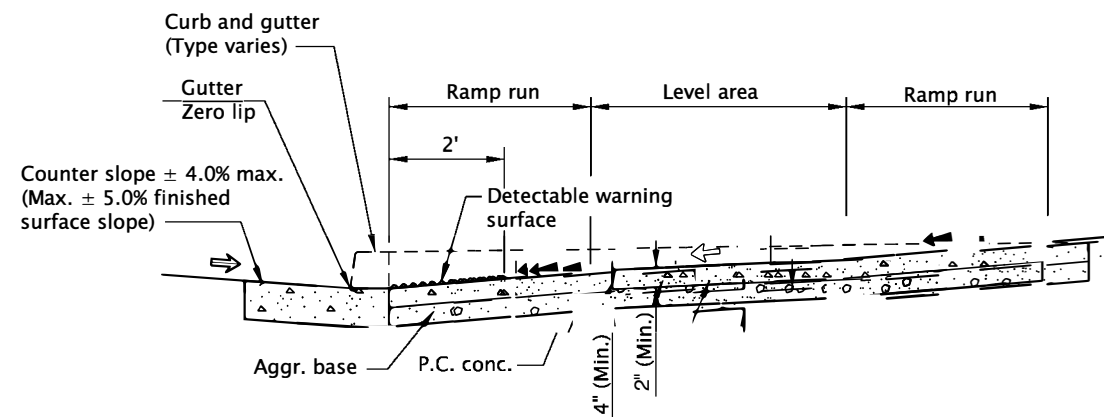 Curb and gutter
(Type varies)
Gutter
Zero lip
Ramp run
Level area
Ramp run
2'
Counter slope ± 4.0% max.
(Max. ± 5.0% finished
surface slope)
Detectable warning
surface
Aggr. base
P.C. conc.
4" (Min.)
2" (Min.)